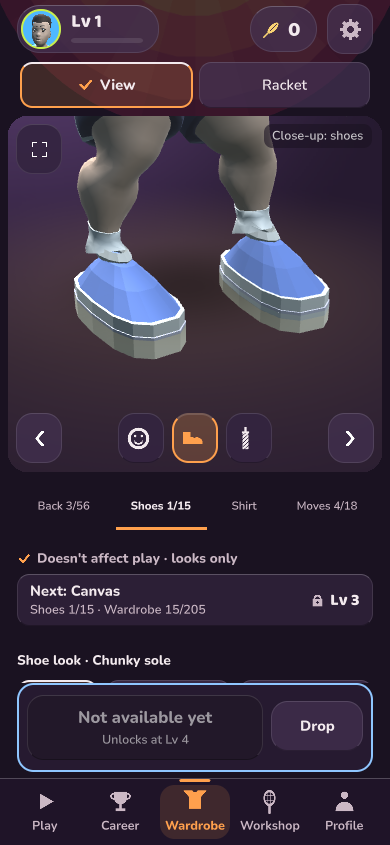 Lv 1
0
View
Racket
Close-up: shoes
Back 3/56
Shoes 1/15
Shirt
Moves 4/18
Doesn't affect play · looks only
Next: Canvas
Shoes 1/15 · Wardrobe 15/205
Lv 3
Shoe look · Chunky sole
Not available yet
Unlocks at Lv 4
Drop
Play
Career
Wardrobe
Workshop
Profile